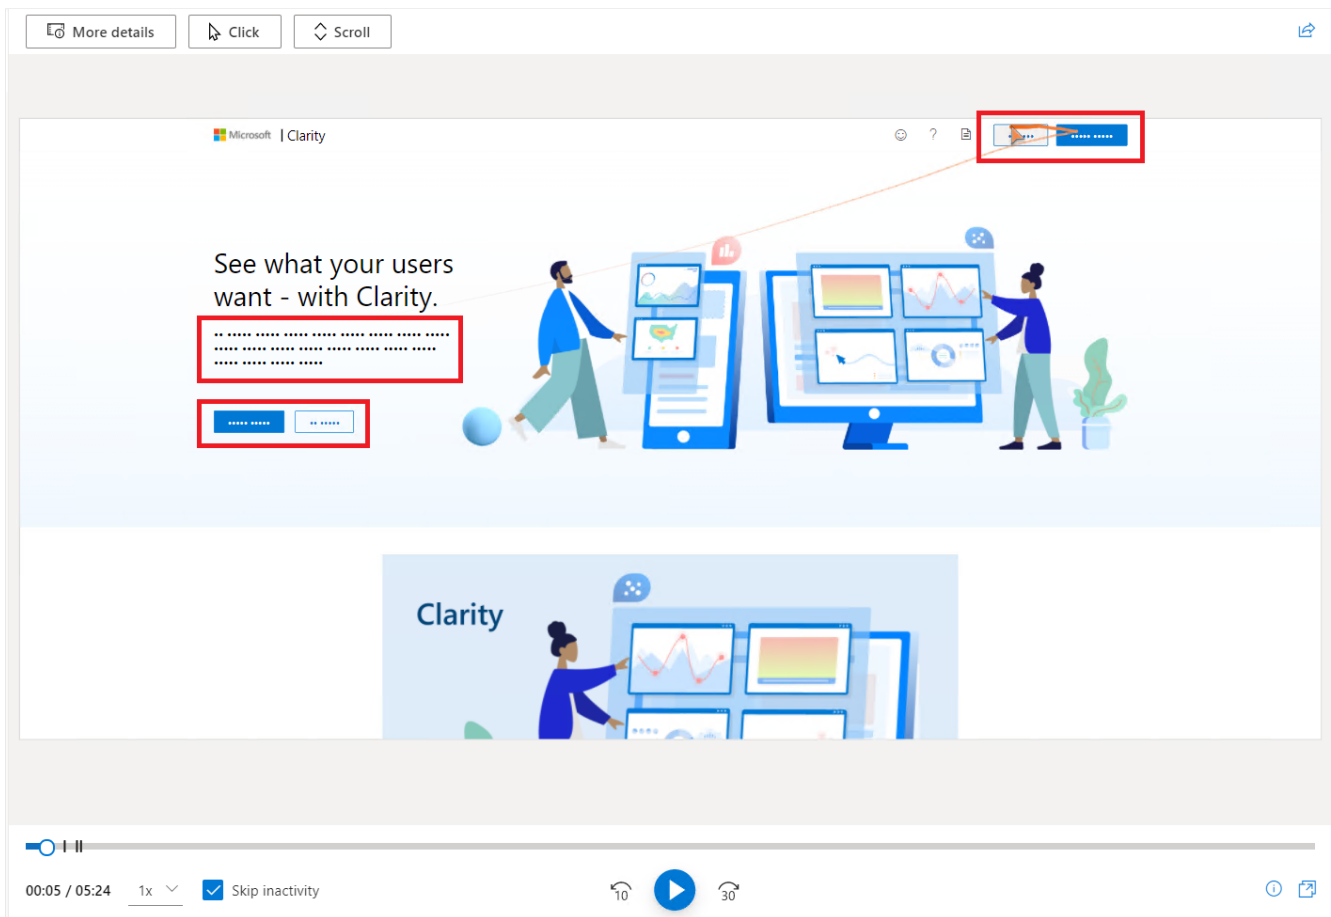 More details
Click
Scroll
Microsoft | Clarity
?
•• ••••• ••••• ••••• ••••• ••••• ••••• ••••• •••••
See what your users
want - with Clarity.
Clarity
00:05 / 05:24
1x
Skip inactivity
10
30